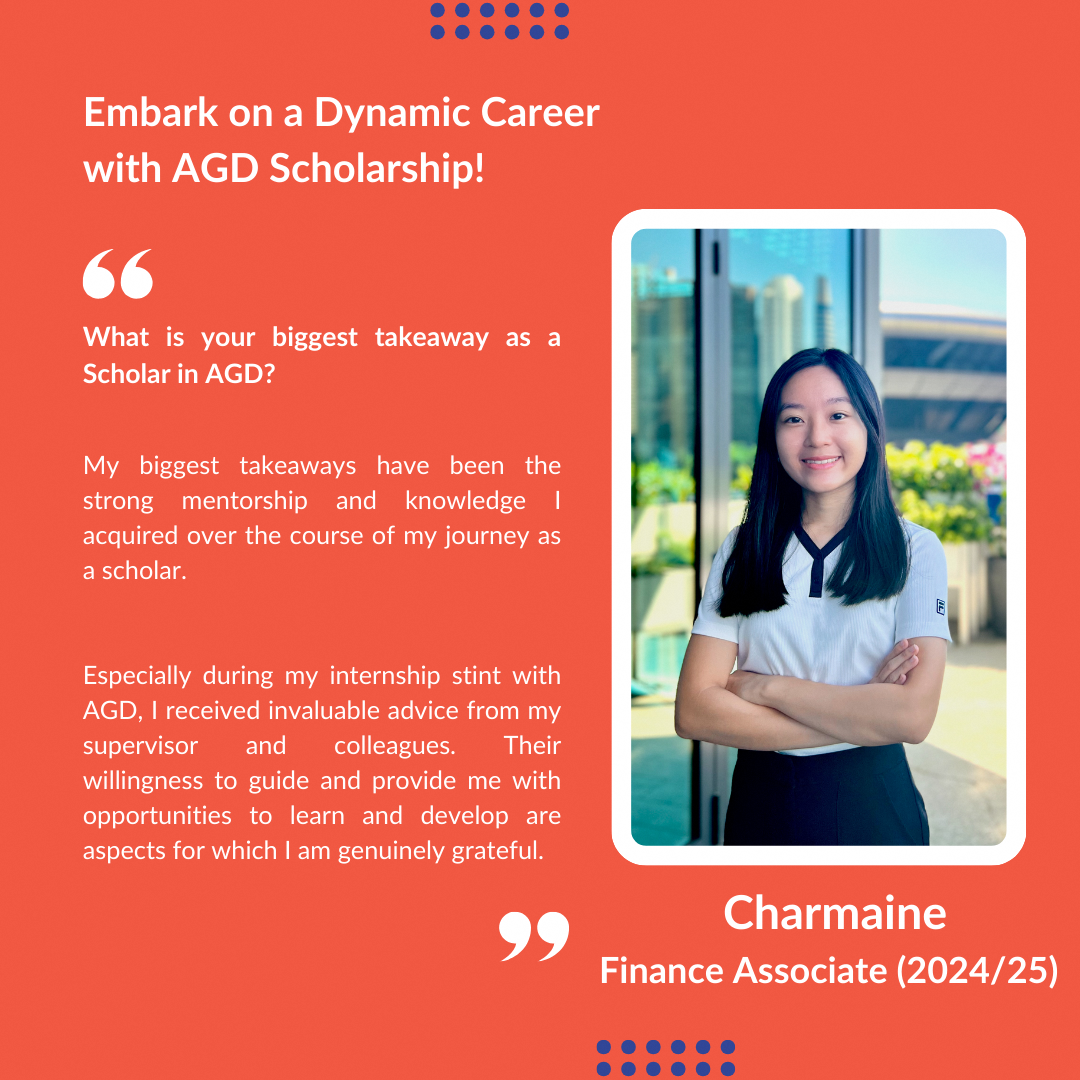 Embark on a Dynamic Career
with AGD Scholarship!
“
What is your biggest takeaway as a
Scholar in AGD?
My biggest takeaways have been the
strong mentorship and knowledge I
acquired over the course of my journey as
a scholar.
Especially during my internship stint with
AGD, I received invaluable advice from my
supervisor and colleagues. Their
willingness to guide and provide me with
opportunities to learn and develop are
aspects for which I am genuinely grateful.
”
Charmaine
Finance Associate (2024/25)